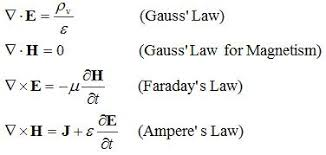 ∇·E = ρᵥ/ε (Gauss' Law)
∇·H = 0 (Gauss' Law for Magnetism)
∇×E = −μ ∂H/∂t (Faraday's Law)
∇×H = J + ε ∂E/∂t (Ampere's Law)